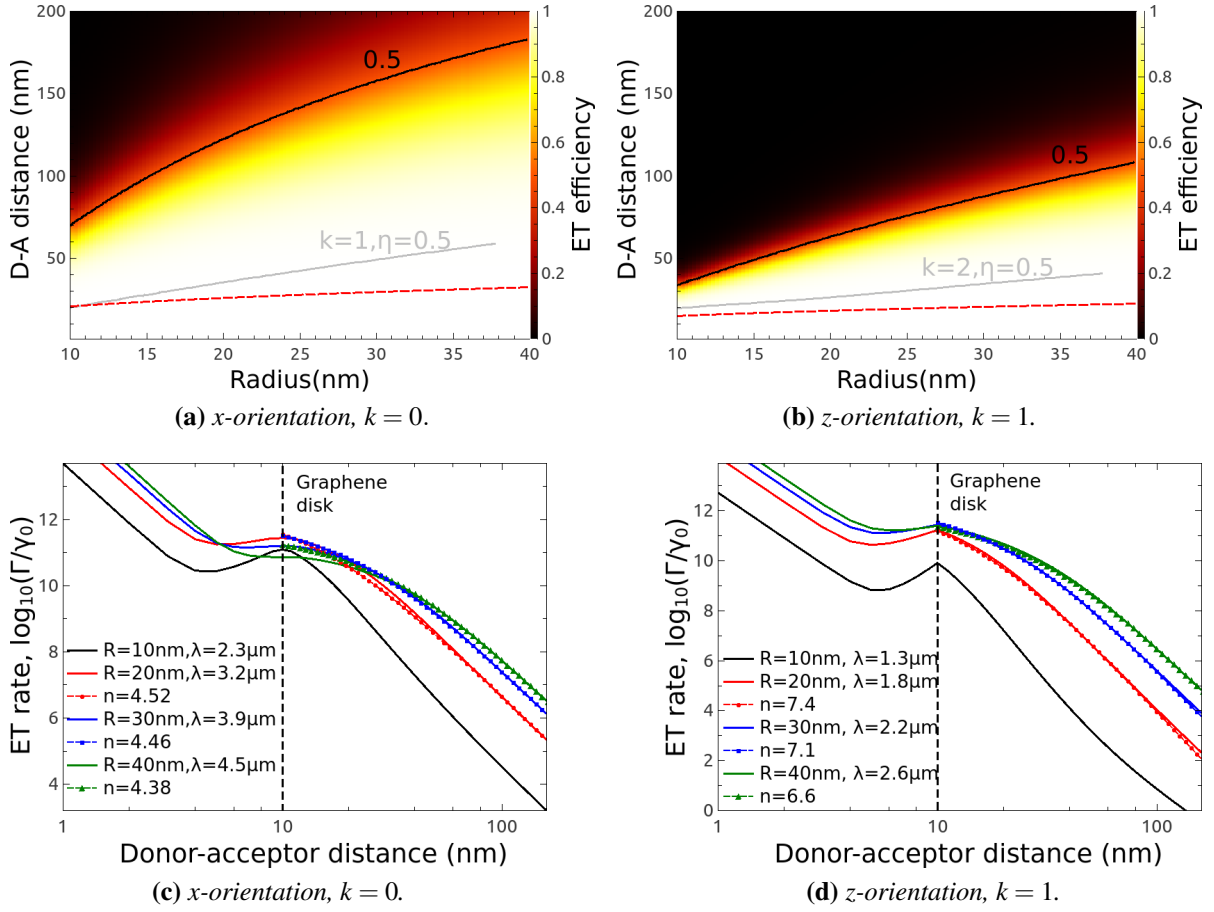 200
150
100
50
D-A distance (nm)
0.5
k=1,η=0.5
10
15
20
25
30
35
40
Radius(nm)
1
0.8
0.6
0.4
0.2
0
ET efficiency
(a) x-orientation, k = 0.
200
150
100
50
D-A distance (nm)
0.5
k=2,η=0.5
10
15
20
25
30
35
40
Radius(nm)
1
0.8
0.6
0.4
0.2
0
ET efficiency
(b) z-orientation, k = 1.
ET rate, log₁₀(Γ/γ₀)
12
10
8
6
4
Graphene
disk
R=10nm,λ=2.3μm
R=20nm,λ=3.2μm
n=4.52
R=30nm,λ=3.9μm
n=4.46
R=40nm,λ=4.5μm
n=4.38
1
10
100
Donor-acceptor distance (nm)
(c) x-orientation, k = 0.
ET rate, log₁₀(Γ/γ₀)
12
10
8
6
4
2
0
Graphene
disk
R=10nm, λ=1.3μm
R=20nm, λ=1.8μm
n=7.4
R=30nm, λ=2.2μm
n=7.1
R=40nm, λ=2.6μm
n=6.6
1
10
100
Donor-acceptor distance (nm)
(d) z-orientation, k = 1.